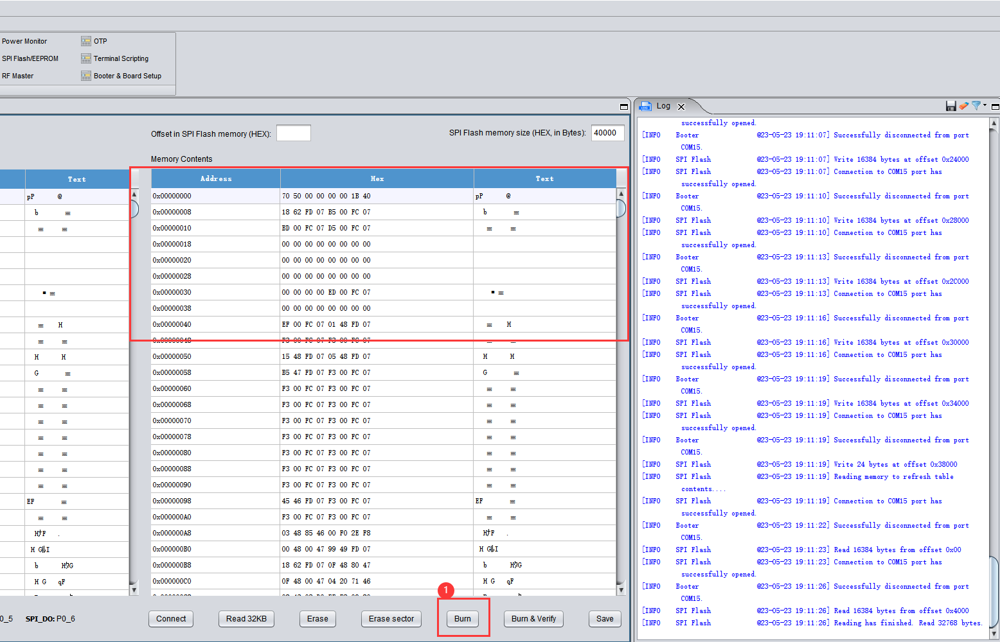 Power Monitor
OTP
SPI Flash/EEPROM
Terminal Scripting
RF Master
Booter & Board Setup
Offset in SPI Flash memory (HEX):
SPI Flash memory size (HEX, in Bytes): 40000
Memory Contents
Text
Address Hex Text
pP @ 0x00000000 70 50 00 00 00 00 1B 40 pP @
b 0x00000008 18 62 FD 07 B5 00 FC 07 b
0x00000010 BD 00 FC 07 D5 00 FC 07
0x00000018 00 00 00 00 00 00 00 00
0x00000020 00 00 00 00 00 00 00 00
0x00000028 00 00 00 00 00 00 00 00
0x00000030 00 00 00 00 ED 00 FC 07
0x00000038 00 00 00 00 00 00 00 00
H 0x00000040 EF 00 FC 07 01 48 FD 07 H
0x00000048 F3 00 FC 07 F3 00 FC 07
H H 0x00000050 15 48 FD 07 05 48 FD 07 H H
G 0x00000058 B5 47 FD 07 F3 00 FC 07 G
0x00000060 F3 00 FC 07 F3 00 FC 07
0x00000068 F3 00 FC 07 F3 00 FC 07
0x00000070 F3 00 FC 07 F3 00 FC 07
0x00000078 F3 00 FC 07 F3 00 FC 07
0x00000080 F3 00 FC 07 F3 00 FC 07
0x00000088 F3 00 FC 07 F3 00 FC 07
0x00000090 F3 00 FC 07 F3 00 FC 07
EF 0x00000098 45 46 FD 07 F3 00 FC 07 EF
0x000000A0 F3 00 FC 07 F3 00 FC 07
0x000000A8 03 48 85 46 00 F0 2E F8
0x000000B0 00 48 00 47 99 49 FD 07
b 0x000000B8 18 62 FD 07 0F 48 80 47 b
H G qF 0x000000C0 0F 48 00 47 04 20 71 46 H G qF
0_5 SPI_DO: P0_6
1
Connect
Read 32KB
Erase
Erase sector
Burn
Burn & Verify
Save
Log
successfully opened.
[INFO Booter @23-05-23 19:11:07] Successfully disconnected from port
COM15.
[INFO SPI Flash @23-05-23 19:11:07] Write 16384 bytes at offset 0x24000
[INFO SPI Flash @23-05-23 19:11:07] Connection to COM15 port has
successfully opened.
[INFO Booter @23-05-23 19:11:10] Successfully disconnected from port
COM15.
[INFO SPI Flash @23-05-23 19:11:10] Write 16384 bytes at offset 0x28000
[INFO SPI Flash @23-05-23 19:11:10] Connection to COM15 port has
successfully opened.
[INFO Booter @23-05-23 19:11:13] Successfully disconnected from port
COM15.
[INFO SPI Flash @23-05-23 19:11:13] Write 16384 bytes at offset 0x2C000
[INFO SPI Flash @23-05-23 19:11:13] Connection to COM15 port has
successfully opened.
[INFO Booter @23-05-23 19:11:16] Successfully disconnected from port
COM15.
[INFO SPI Flash @23-05-23 19:11:16] Write 16384 bytes at offset 0x30000
[INFO SPI Flash @23-05-23 19:11:16] Connection to COM15 port has
successfully opened.
[INFO Booter @23-05-23 19:11:19] Successfully disconnected from port
COM15.
[INFO SPI Flash @23-05-23 19:11:19] Write 16384 bytes at offset 0x34000
[INFO SPI Flash @23-05-23 19:11:19] Connection to COM15 port has
successfully opened.
[INFO Booter @23-05-23 19:11:19] Successfully disconnected from port
COM15.
[INFO SPI Flash @23-05-23 19:11:19] Write 24 bytes at offset 0x38000
[INFO SPI Flash @23-05-23 19:11:19] Reading memory to refresh table
contents....
[INFO SPI Flash @23-05-23 19:11:19] Connection to COM15 port has
successfully opened.
[INFO Booter @23-05-23 19:11:22] Successfully disconnected from port
COM15.
[INFO SPI Flash @23-05-23 19:11:23] Read 16384 bytes from offset 0x00
[INFO SPI Flash @23-05-23 19:11:23] Connection to COM15 port has
successfully opened.
[INFO Booter @23-05-23 19:11:26] Successfully disconnected from port
COM15.
[INFO SPI Flash @23-05-23 19:11:26] Read 16384 bytes from offset 0x4000
[INFO SPI Flash @23-05-23 19:11:26] Reading has finished. Read 32768 bytes.